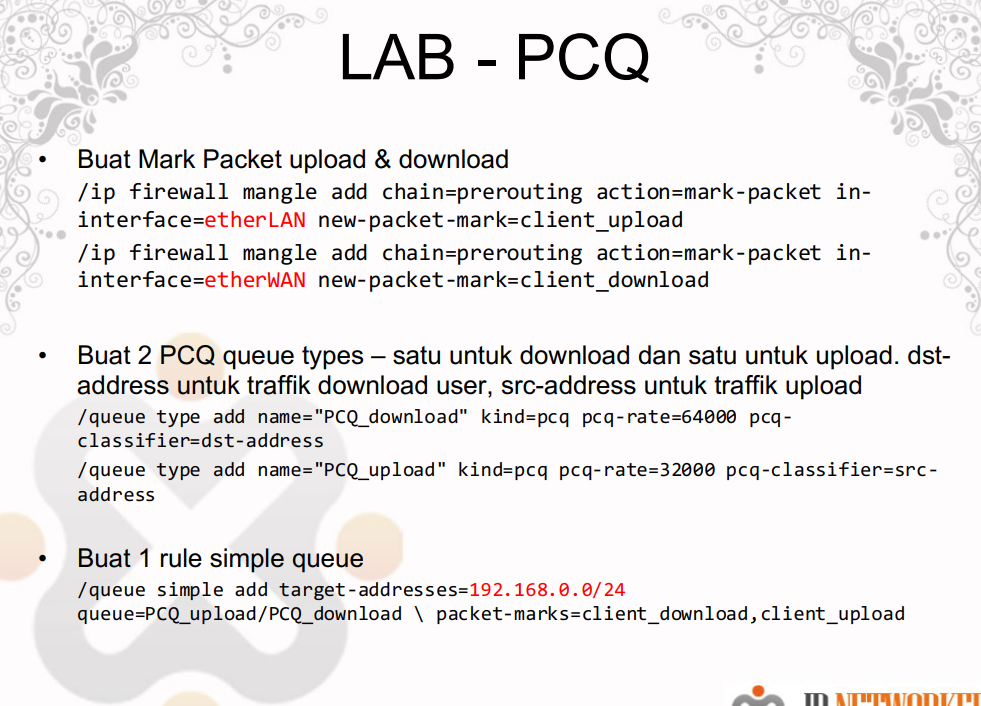 LAB - PCQ
• Buat Mark Packet upload & download
/ip firewall mangle add chain=prerouting action=mark-packet in-
interface=etherLAN new-packet-mark=client_upload
/ip firewall mangle add chain=prerouting action=mark-packet in-
interface=etherWAN new-packet-mark=client_download
• Buat 2 PCQ queue types – satu untuk download dan satu untuk upload. dst-
address untuk traffik download user, src-address untuk traffik upload
/queue type add name="PCQ_download" kind=pcq pcq-rate=64000 pcq-
classifier=dst-address
/queue type add name="PCQ_upload" kind=pcq pcq-rate=32000 pcq-classifier=src-
address
• Buat 1 rule simple queue
/queue simple add target-addresses=192.168.0.0/24
queue=PCQ_upload/PCQ_download \ packet-marks=client_download,client_upload